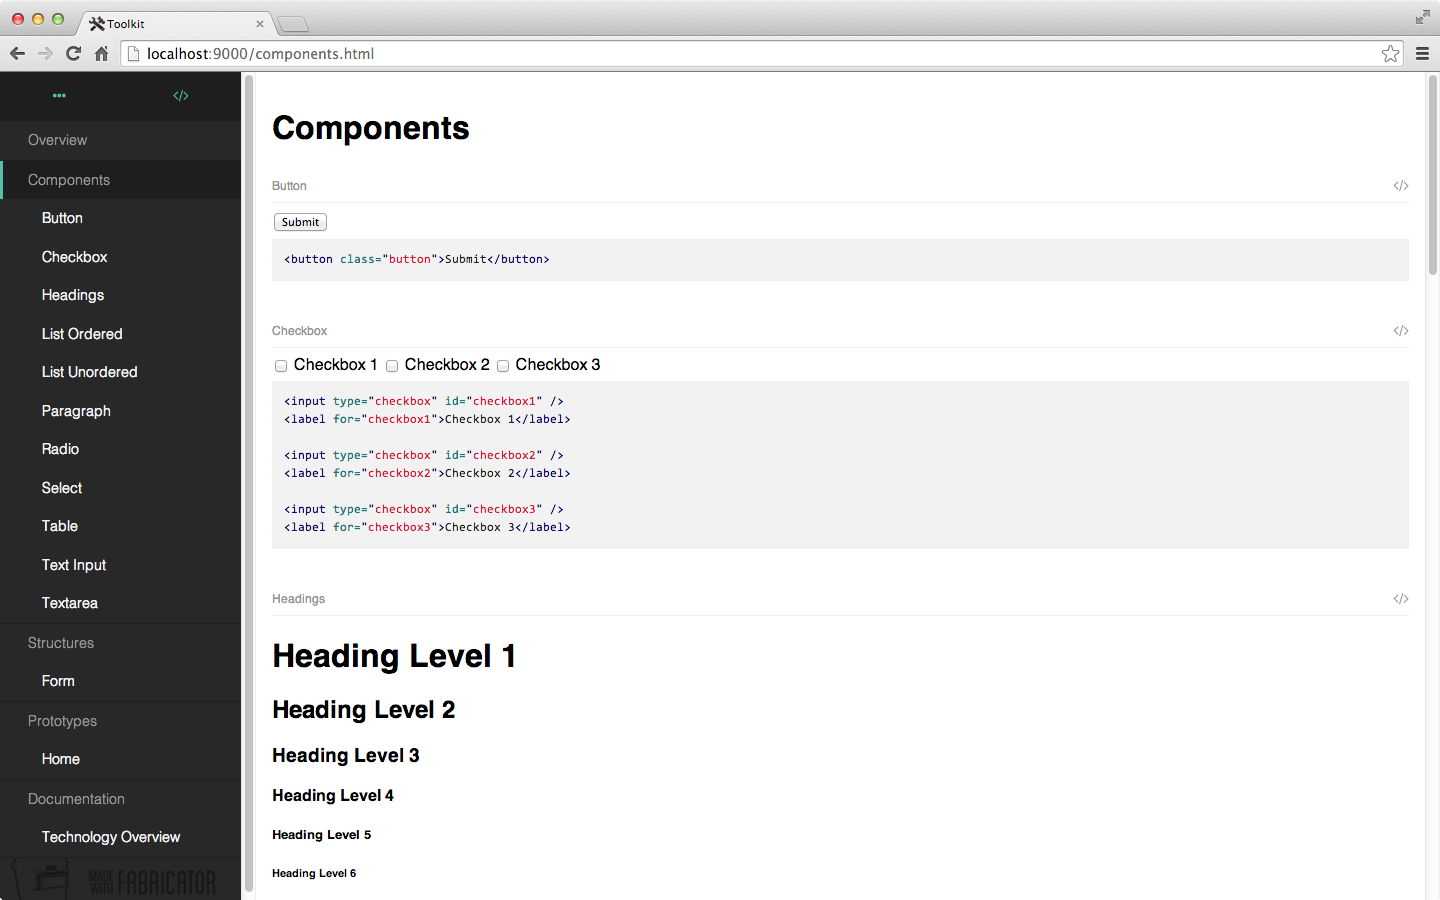 Toolkit
localhost:9000/components.html
Overview
Components
Button
Checkbox
Headings
List Ordered
List Unordered
Paragraph
Radio
Select
Table
Text Input
Textarea
Structures
Form
Prototypes
Home
Documentation
Technology Overview
MADE WITH FABRICATOR
Components
Button
</>
Submit
<button class="button">Submit</button>
Checkbox
</>
Checkbox 1 Checkbox 2 Checkbox 3
<input type="checkbox" id="checkbox1" />
<label for="checkbox1">Checkbox 1</label>
<input type="checkbox" id="checkbox2" />
<label for="checkbox2">Checkbox 2</label>
<input type="checkbox" id="checkbox3" />
<label for="checkbox3">Checkbox 3</label>
Headings
</>
Heading Level 1
Heading Level 2
Heading Level 3
Heading Level 4
Heading Level 5
Heading Level 6